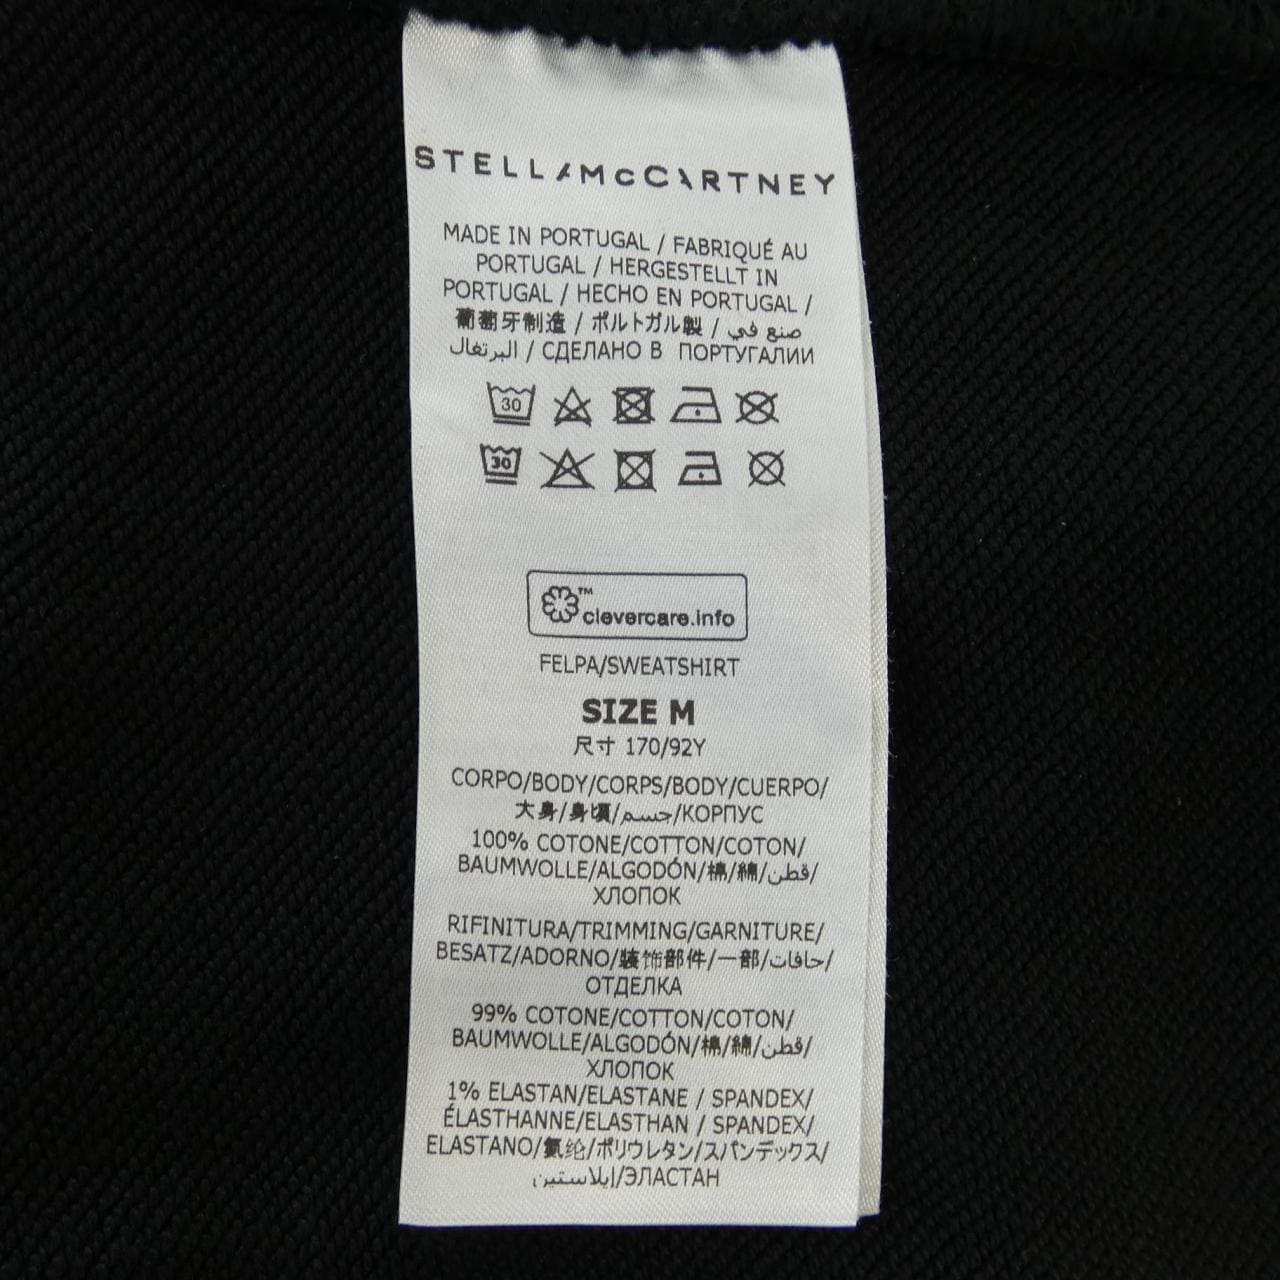 STELLA McCARTNEY
MADE IN PORTUGAL / FABRIQUÉ AU
PORTUGAL / HERGESTELLT IN
PORTUGAL / HECHO EN PORTUGAL /
葡萄牙制造 / ポルトガル製 / صنع في
البرتغال / СДЕЛАНО В ПОРТУГАЛИИ
30
30
™
clevercare.info
FELPA/SWEATSHIRT
SIZE M
尺寸 170/92Y
CORPO/BODY/CORPS/BODY/CUERPO/
大身/身頃/جسم/КОРПУС
100% COTONE/COTTON/COTON/
BAUMWOLLE/ALGODÓN/棉/綿/قطن/
ХЛОПОК
RIFINITURA/TRIMMING/GARNITURE/
BESATZ/ADORNO/装饰部件/一部/حافات/
ОТДЕЛКА
99% COTONE/COTTON/COTON/
BAUMWOLLE/ALGODÓN/棉/綿/قطن/
ХЛОПОК
1% ELASTAN/ELASTANE / SPANDEX/
ÉLASTHANNE/ELASTHAN / SPANDEX/
ELASTANO/氨纶/ポリウレタン/スパンデックス/
إيلاستين/ЭЛАСТАН